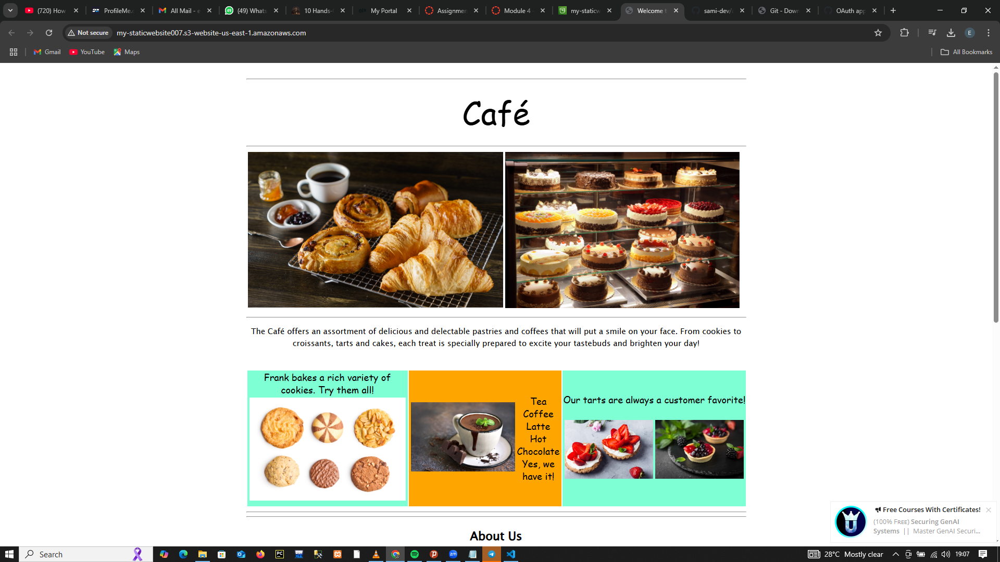 (720) How
ProfileMe.
All Mail - e
(49) Whats
10 Hands-
My Portal
Assignmen
Module 4 -
my-staticw
Welcome t
sami-dev/
Git - Down
OAuth app
Not secure
my-staticwebsite007.s3-website-us-east-1.amazonaws.com
E
Gmail
YouTube
Maps
All Bookmarks
Café
The Café offers an assortment of delicious and delectable pastries and coffees that will put a smile on your face. From cookies to
croissants, tarts and cakes, each treat is specially prepared to excite your tastebuds and brighten your day!
Frank bakes a rich variety of
cookies. Try them all!
Tea
Coffee
Latte
Hot
Chocolate
Yes, we
have it!
Our tarts are always a customer favorite!
About Us
Free Courses With Certificates!
(100% FREE) Securing GenAI
Systems || Master GenAI Securi...
Search
28°C Mostly clear
19:07